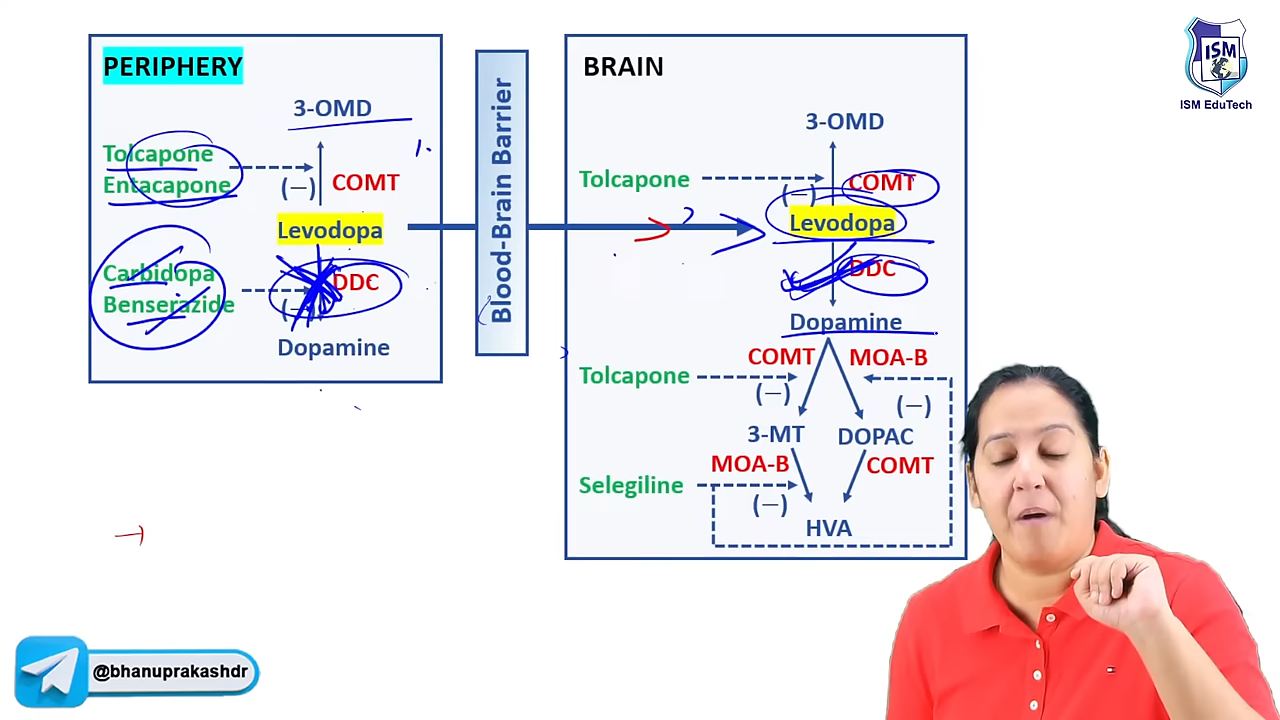 PERIPHERY
3-OMD
Tolcapone
Entacapone
(−)
COMT
Levodopa
Carbidopa
Benserazide
(−)
DDC
Dopamine
Blood-Brain Barrier
BRAIN
3-OMD
Tolcapone
(−)
COMT
Levodopa
DDC
Dopamine
COMT
MOA-B
Tolcapone
(−)
(−)
3-MT
DOPAC
MOA-B
COMT
Selegiline
(−)
HVA
ISM
ISM EduTech
@bhanuprakashdr